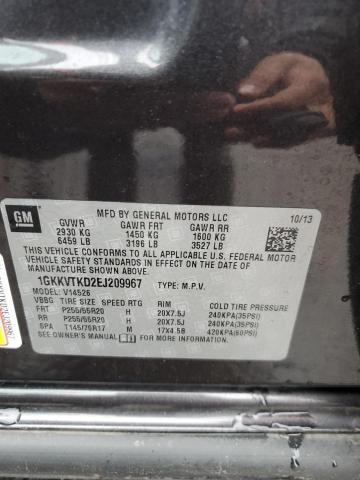 GM
MFD BY GENERAL MOTORS LLC
10/13
GVWR GAWR FRT GAWR RR
2930 KG 1450 KG 1600 KG
6459 LB 3196 LB 3527 LB
THIS VEHICLE CONFORMS TO ALL APPLICABLE U.S. FEDERAL MOTOR
VEHICLE SAFETY STANDARDS IN EFFECT ON THE DATE OF
MANUFACTURE SHOWN ABOVE.
1GKKVTKD2EJ209967 TYPE: M.P.V.
V14526
VBBG TIRE SIZE SPEED RTG RIM COLD TIRE PRESSURE
FRT P255/55R20 H 20X7.5J 240KPA(35PSI)
RR P255/55R20 H 20X7.5J 240KPA(35PSI)
SPA T145/70R17 M 17X4.5B 420KPA(60PSI)
SEE OWNER'S MANUAL FOR MORE INFORMATION.